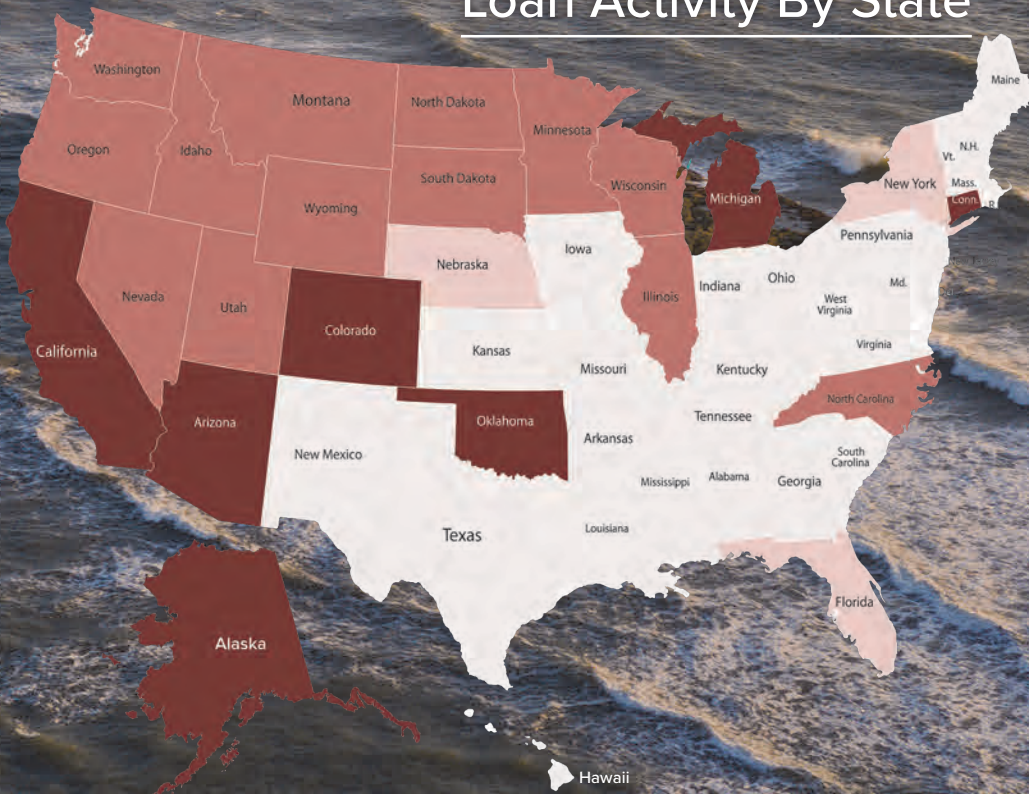 Loan Activity By State
Maine
Washington
Montana
North Dakota
Minnesota
Oregon
Idaho
N.H.
Vt.
South Dakota
Wisconsin
New York
Mass.
Michigan
Conn.
R
Wyoming
Pennsylvania
Iowa
Nebraska
Ohio
Indiana
Md.
Nevada
Utah
Illinois
West
Virginia
Colorado
California
Kansas
Virginia
Missouri
Kentucky
North Carolina
Arizona
Oklahoma
Tennessee
Arkansas
New Mexico
South
Carolina
Mississippi
Alabama
Georgia
Texas
Louisiana
Florida
Alaska
Hawaii